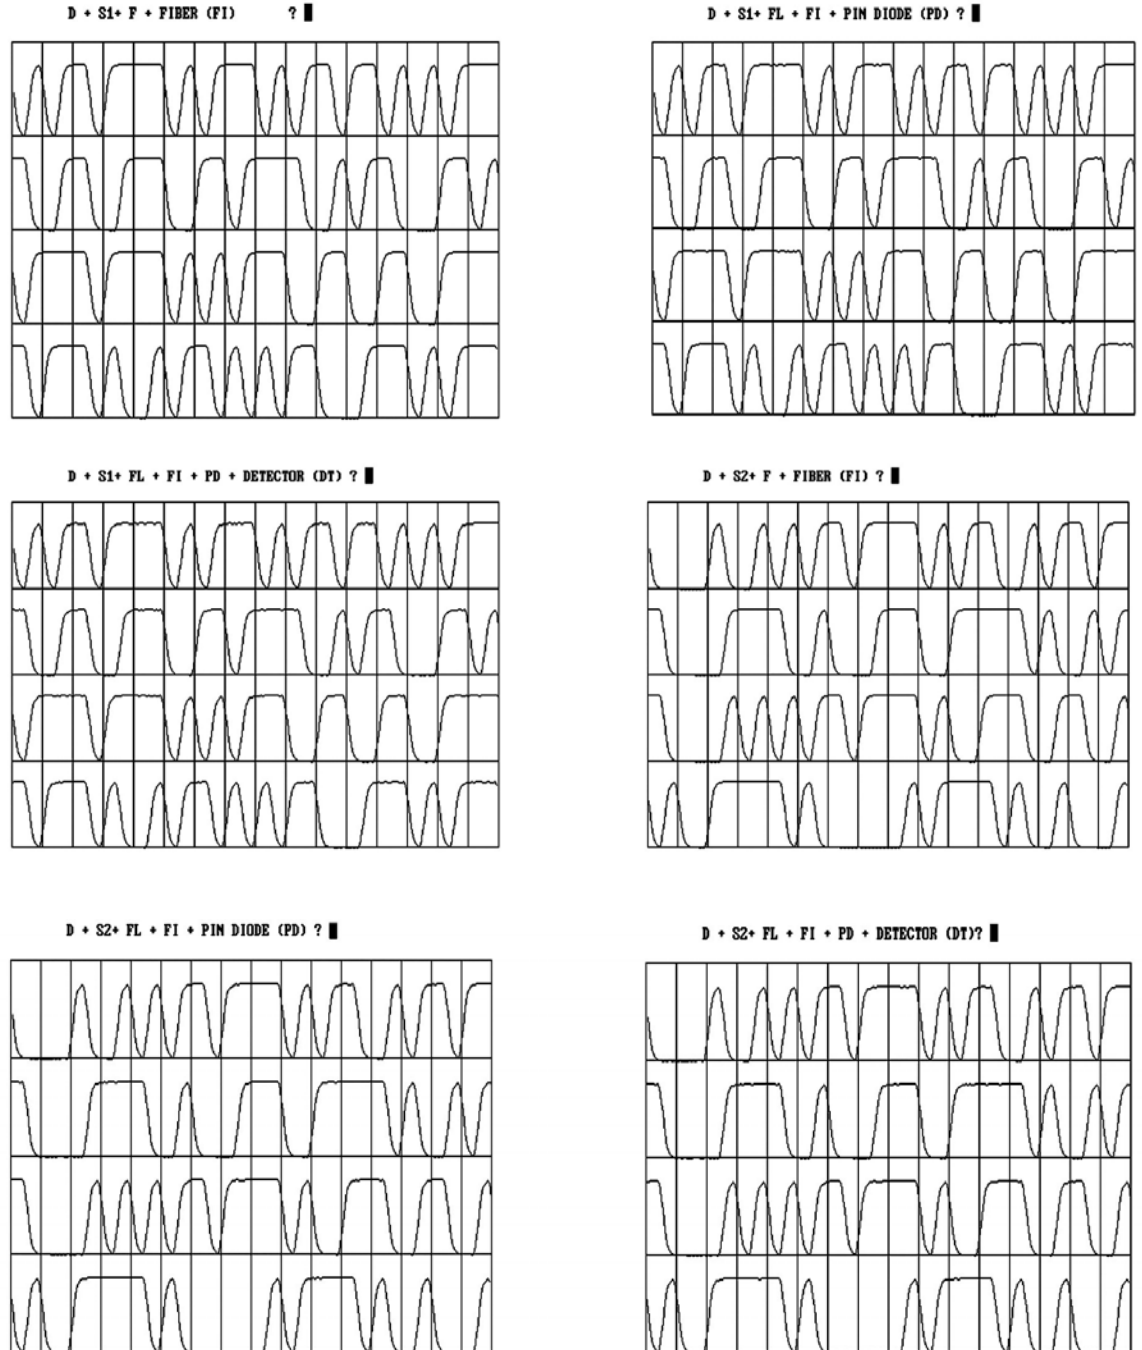 D + S1+ F + FIBER (FI) ?
D + S1+ FL + FI + PIN DIODE (PD) ?
D + S1+ FL + FI + PD + DETECTOR (DT) ?
D + S2+ F + FIBER (FI) ?
D + S2+ FL + FI + PIN DIODE (PD) ?
D + S2+ FL + FI + PD + DETECTOR (DT)?